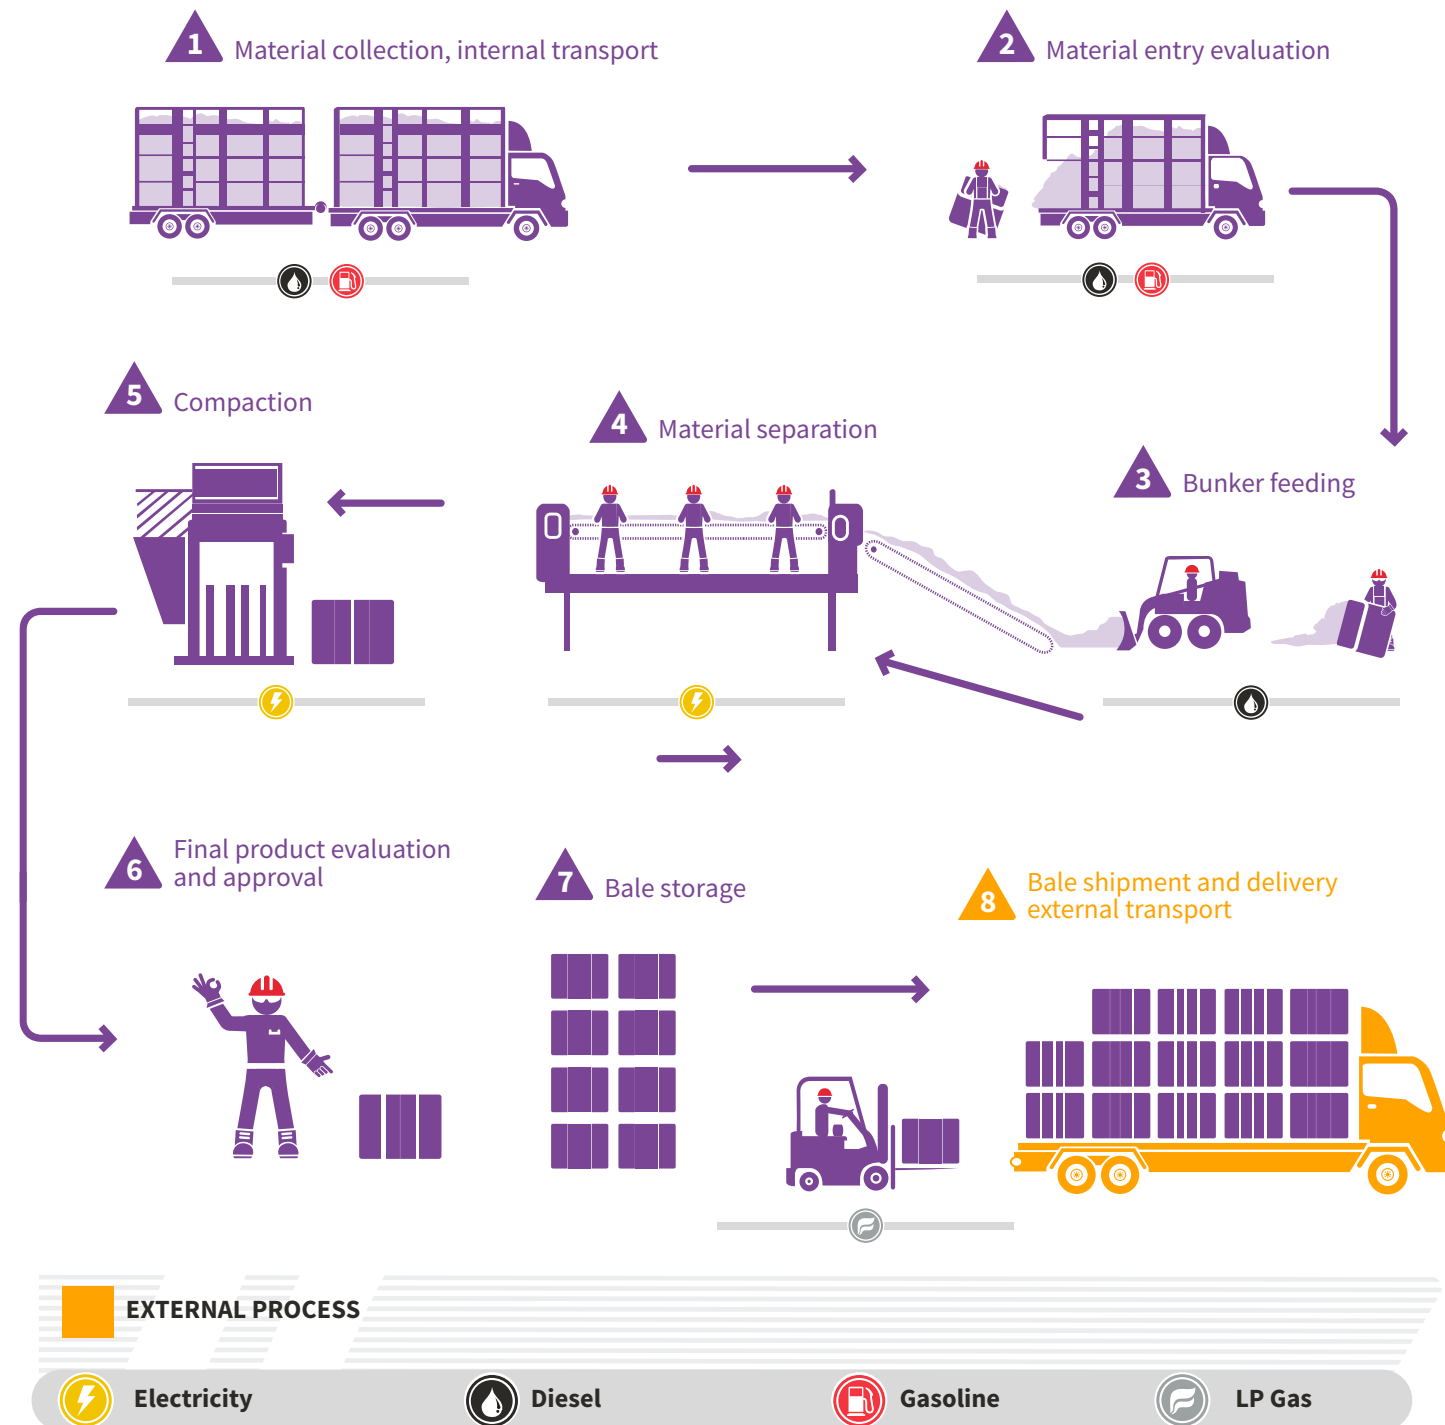 1 Material collection, internal transport
2 Material entry evaluation
5 Compaction
4 Material separation
3 Bunker feeding
6 Final product evaluation
and approval
7 Bale storage
8 Bale shipment and delivery
external transport
EXTERNAL PROCESS
Electricity
Diesel
Gasoline
LP Gas